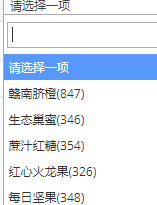 请选择一项
请选择一项
赣南脐橙(847)
生态巢蜜(346)
蔗汁红糖(354)
红心火龙果(326)
每日坚果(348)